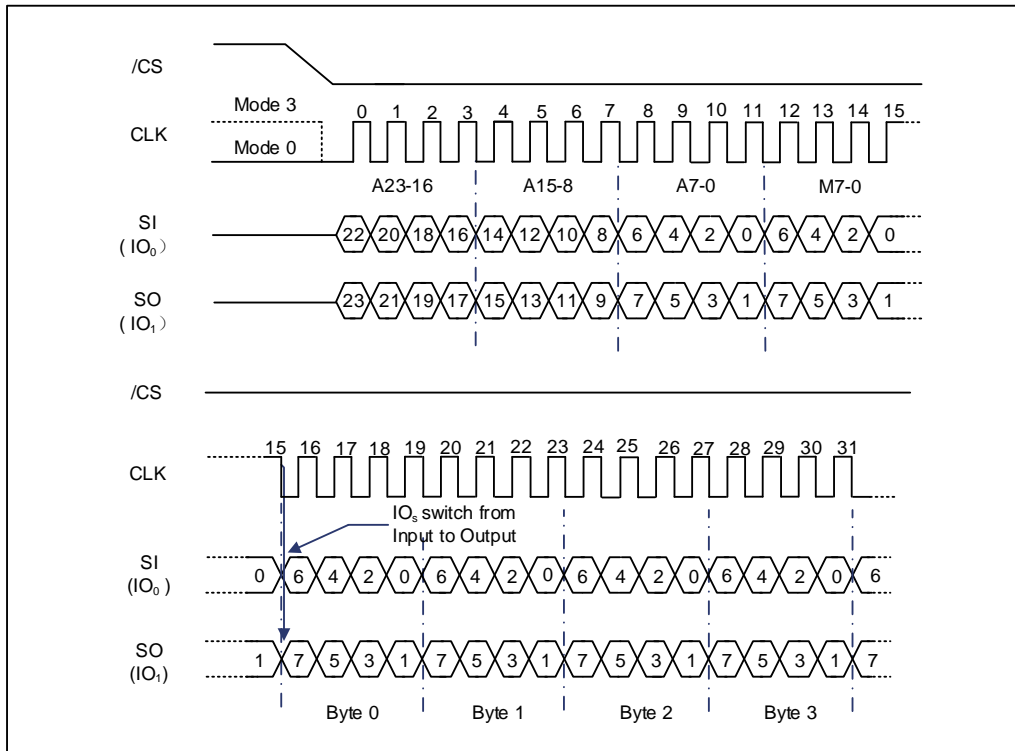 /CS
Mode 3
CLK
Mode 0
0 1 2 3 4 5 6 7 8 9 10 11 12 13 14 15
A23-16 A15-8 A7-0 M7-0
SI
( IO0 )
22 20 18 16 14 12 10 8 6 4 2 0 6 4 2 0
SO
( IO1 )
23 21 19 17 15 13 11 9 7 5 3 1 7 5 3 1
/CS
CLK
15 16 17 18 19 20 21 22 23 24 25 26 27 28 29 30 31
IOs switch from
Input to Output
SI
(IO0 )
0 6 4 2 0 6 4 2 0 6 4 2 0 6 4 2 0 6
SO
(IO1)
1 7 5 3 1 7 5 3 1 7 5 3 1 7 5 3 1 7
Byte 0 Byte 1 Byte 2 Byte 3